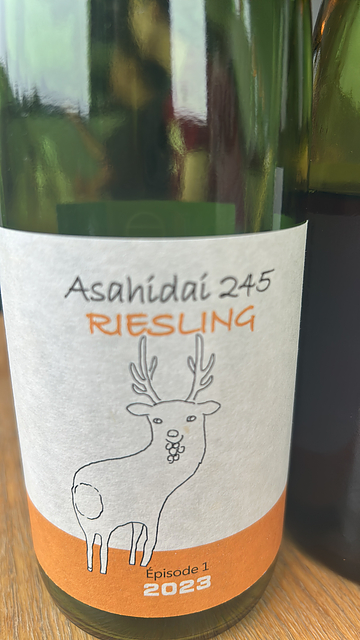 Asahidai 245
RIESLING
Épisode 1
2023